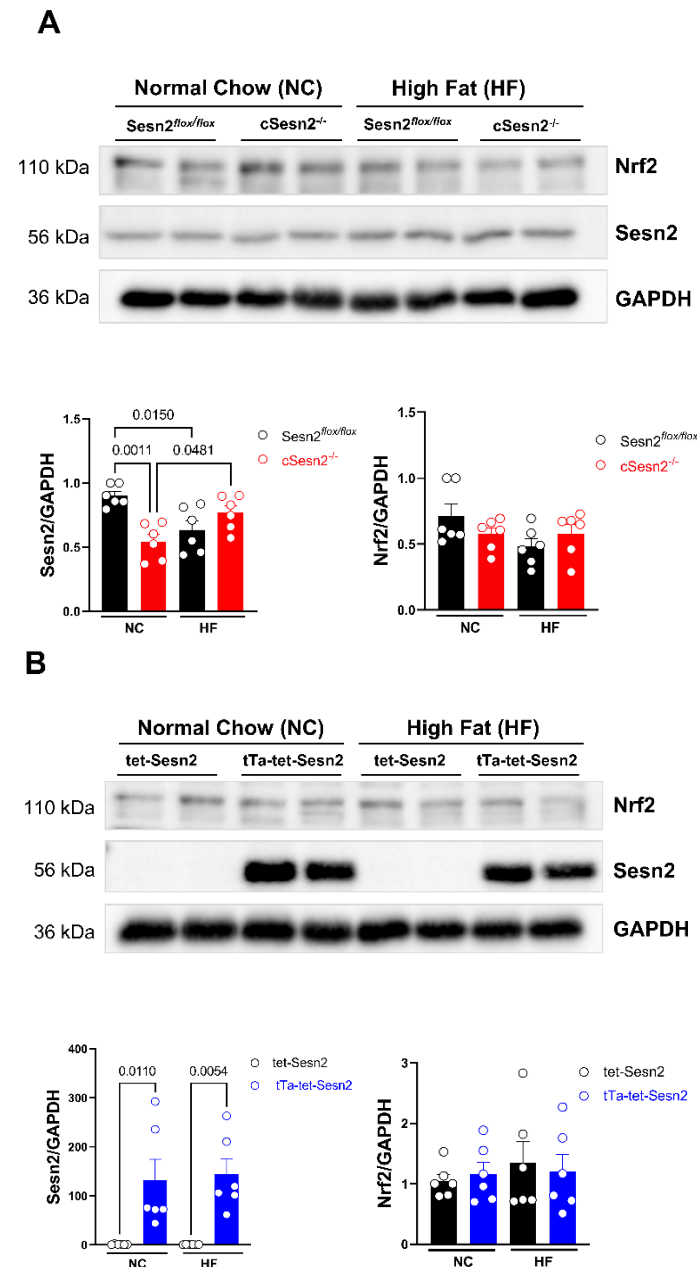 A
Normal Chow (NC) High Fat (HF)
Sesn2flox/flox cSesn2-/- Sesn2flox/flox cSesn2-/-
110 kDa Nrf2
56 kDa Sesn2
36 kDa GAPDH
1.5
1.0
0.5
0.0
Sesn2/GAPDH
0.0150
0.0011 0.0481
Sesn2flox/flox
cSesn2-/-
NC HF
1.5
1.0
0.5
0.0
Nrf2/GAPDH
Sesn2flox/flox
cSesn2-/-
NC HF
B
Normal Chow (NC) High Fat (HF)
tet-Sesn2 tTa-tet-Sesn2 tet-Sesn2 tTa-tet-Sesn2
110 kDa Nrf2
56 kDa Sesn2
36 kDa GAPDH
400
300
200
100
0
Sesn2/GAPDH
0.0110 0.0054
tet-Sesn2
tTa-tet-Sesn2
NC HF
3
2
1
0
Nrf2/GAPDH
tet-Sesn2
tTa-tet-Sesn2
NC HF